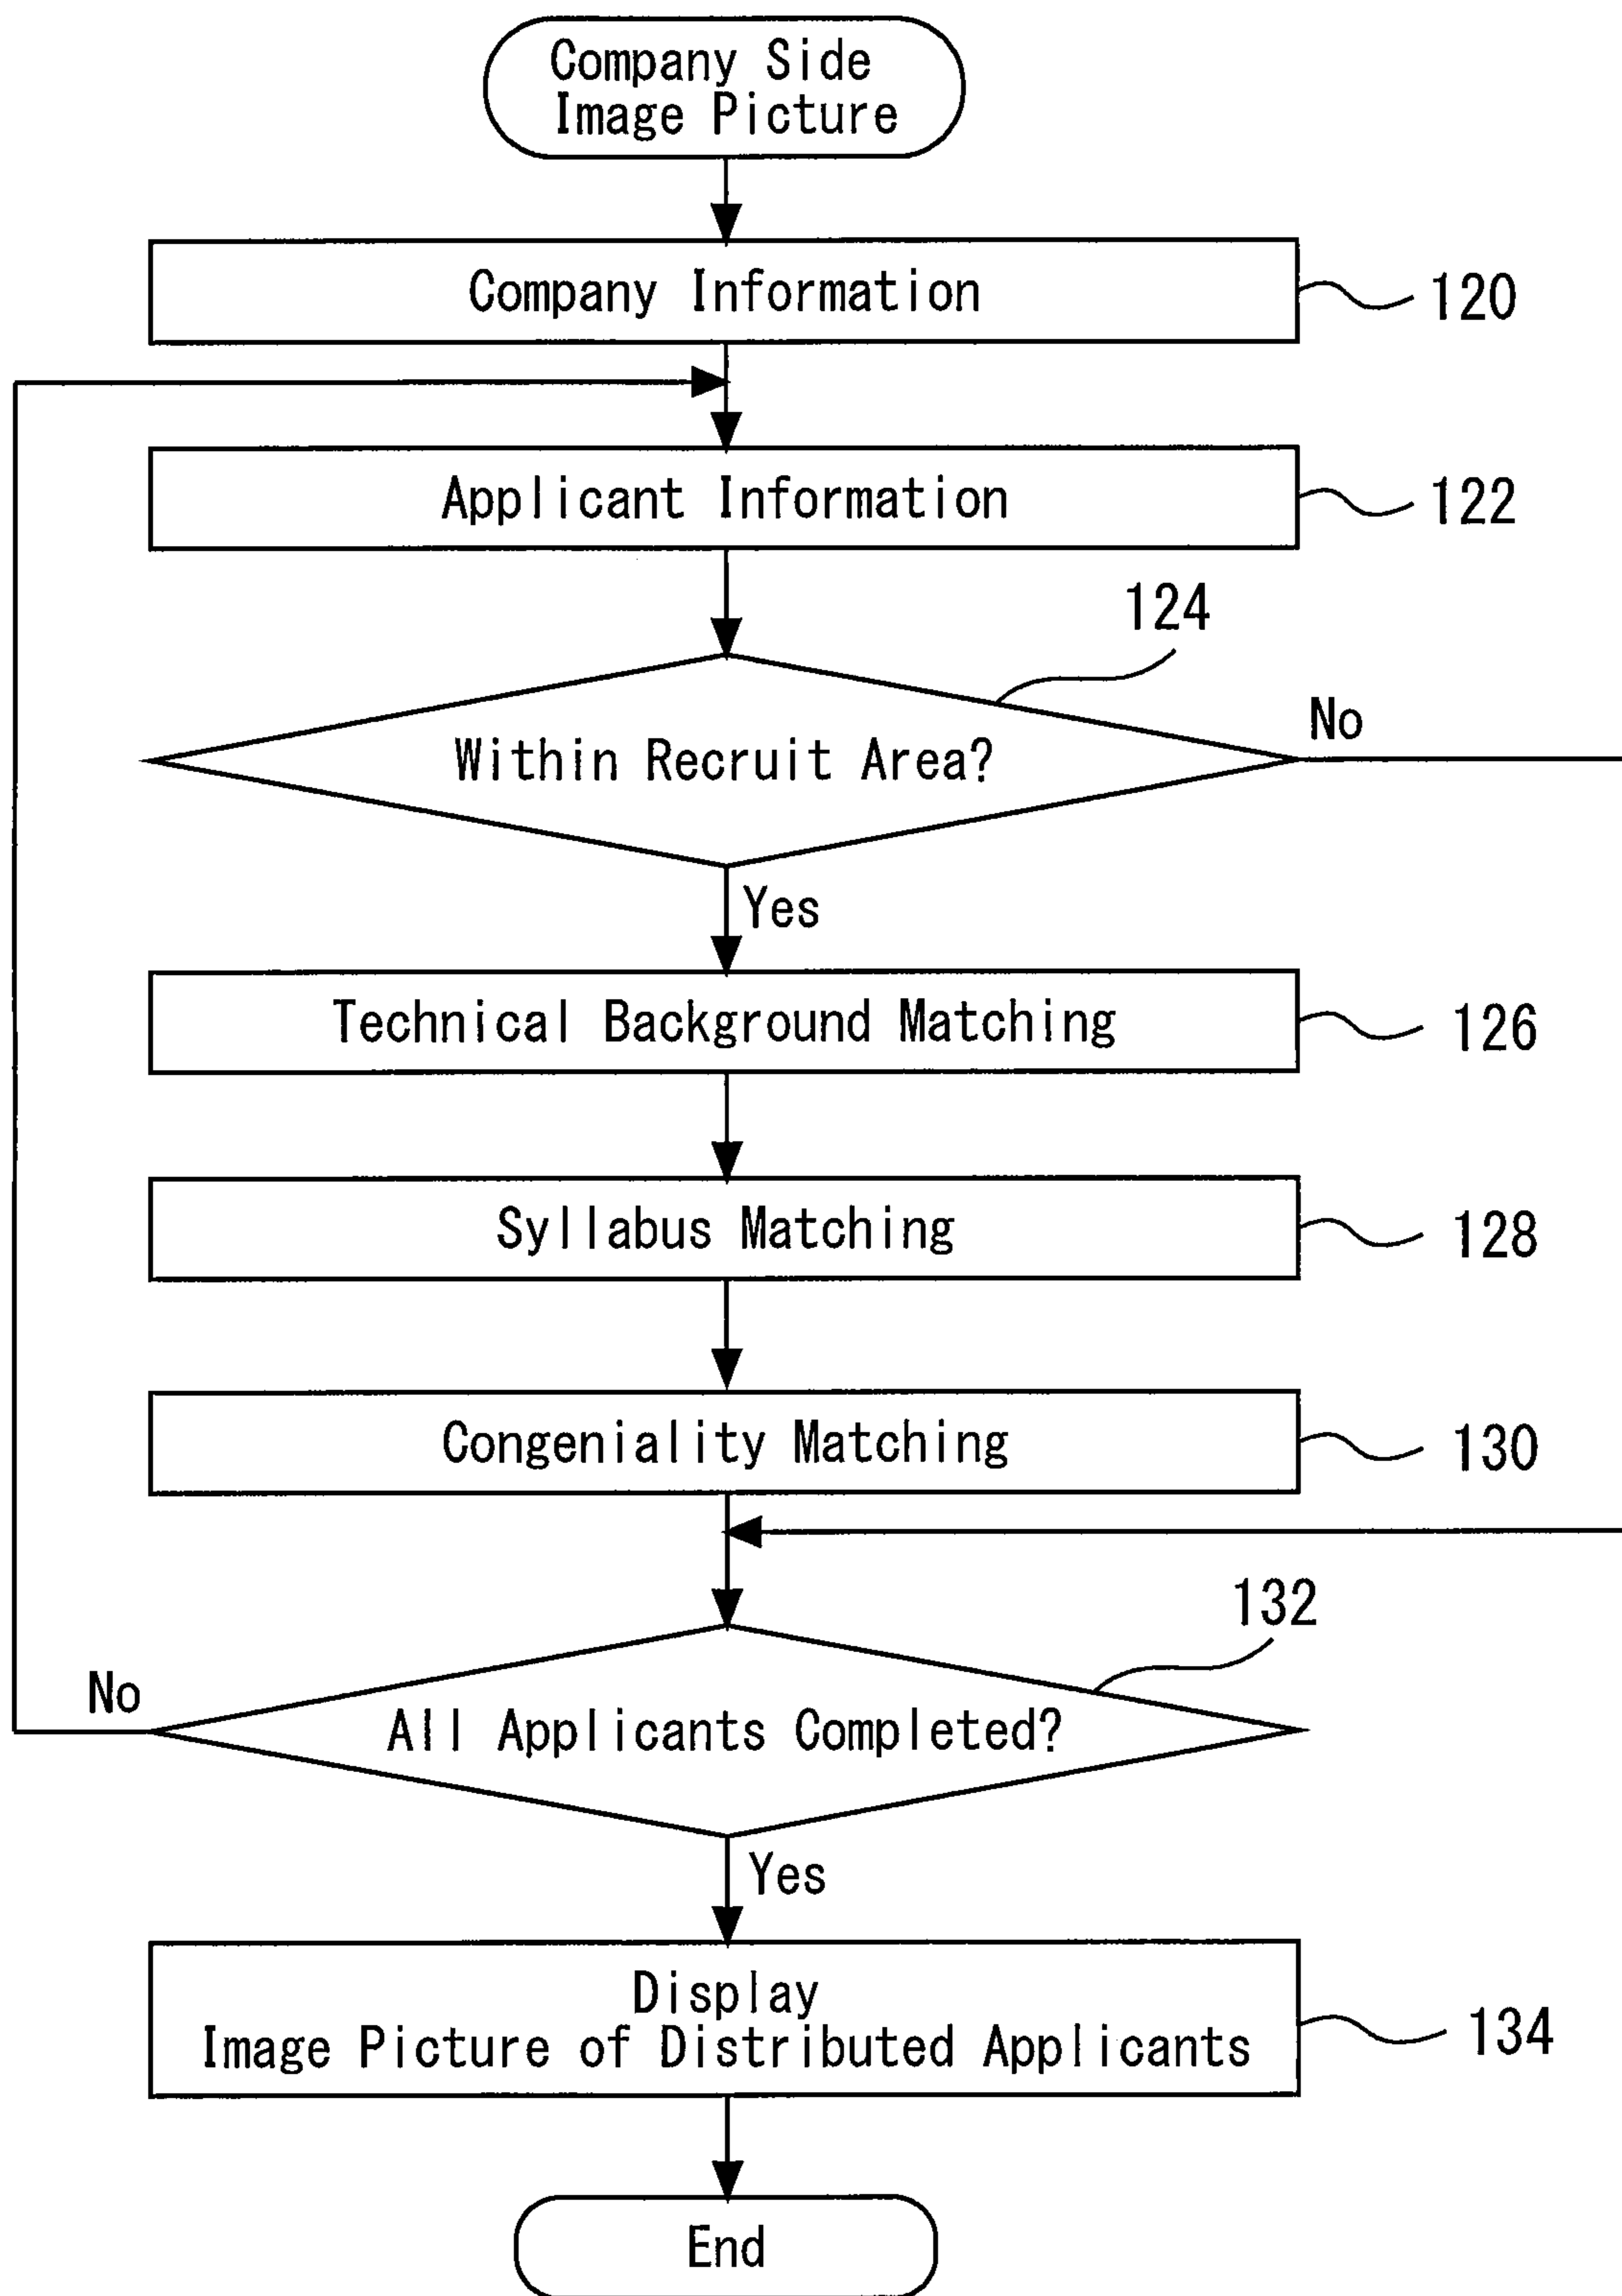 Company Side
Image Picture
Company Information
120
Applicant Information
122
124
Within Recruit Area?
No
Yes
Technical Background Matching
126
Syllabus Matching
128
Congeniality Matching
130
132
No
All Applicants Completed?
Yes
Display
Image Picture of Distributed Applicants
134
End